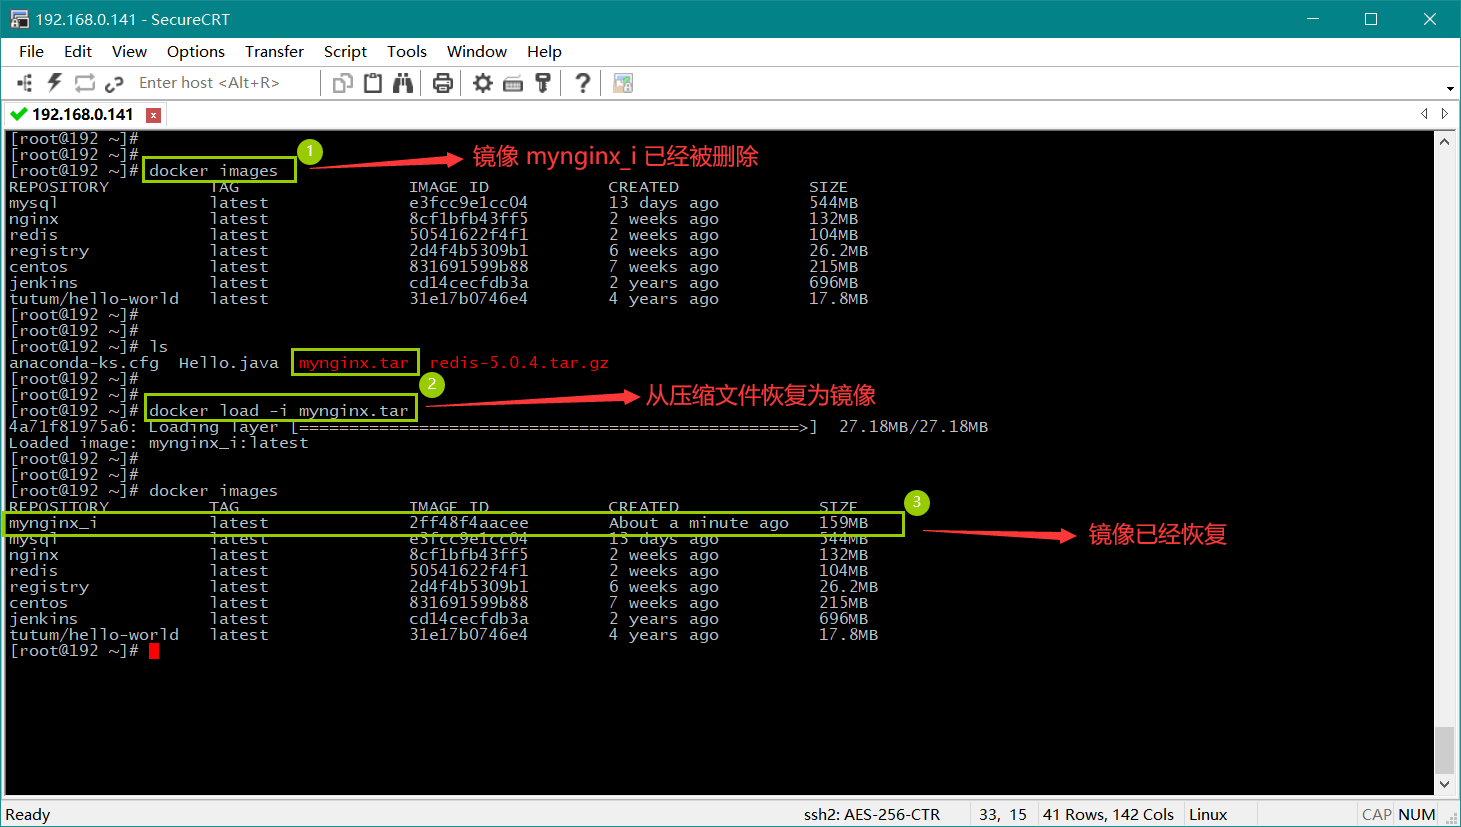 192.168.0.141 - SecureCRT
File Edit View Options Transfer Script Tools Window Help
Enter host <Alt+R>
192.168.0.141
[root@192 ~]#
[root@192 ~]#
[root@192 ~]# docker images
1
镜像 mynginx_i 已经被删除
REPOSITORY TAG IMAGE ID CREATED SIZE
mysql latest e3fcc9e1cc04 13 days ago 544MB
nginx latest 8cf1bfb43ff5 2 weeks ago 132MB
redis latest 50541622f4f1 2 weeks ago 104MB
registry latest 2d4f4b5309b1 6 weeks ago 26.2MB
centos latest 831691599b88 7 weeks ago 215MB
jenkins latest cd14cecfdb3a 2 years ago 696MB
tutum/hello-world latest 31e17b0746e4 4 years ago 17.8MB
[root@192 ~]#
[root@192 ~]#
[root@192 ~]# ls
anaconda-ks.cfg Hello.java mynginx.tar redis-5.0.4.tar.gz
[root@192 ~]#
[root@192 ~]#
[root@192 ~]# docker load -i mynginx.tar
2
从压缩文件恢复为镜像
4a71f81975a6: Loading layer [==================================================>] 27.18MB/27.18MB
Loaded image: mynginx_i:latest
[root@192 ~]#
[root@192 ~]#
[root@192 ~]# docker images
REPOSITORY TAG IMAGE ID CREATED SIZE
3
mynginx_i latest 2ff48f4aacee About a minute ago 159MB
镜像已经恢复
mysql latest e3fcc9e1cc04 13 days ago 544MB
nginx latest 8cf1bfb43ff5 2 weeks ago 132MB
redis latest 50541622f4f1 2 weeks ago 104MB
registry latest 2d4f4b5309b1 6 weeks ago 26.2MB
centos latest 831691599b88 7 weeks ago 215MB
jenkins latest cd14cecfdb3a 2 years ago 696MB
tutum/hello-world latest 31e17b0746e4 4 years ago 17.8MB
[root@192 ~]#
Ready ssh2: AES-256-CTR 33, 15 41 Rows, 142 Cols Linux CAP NUM